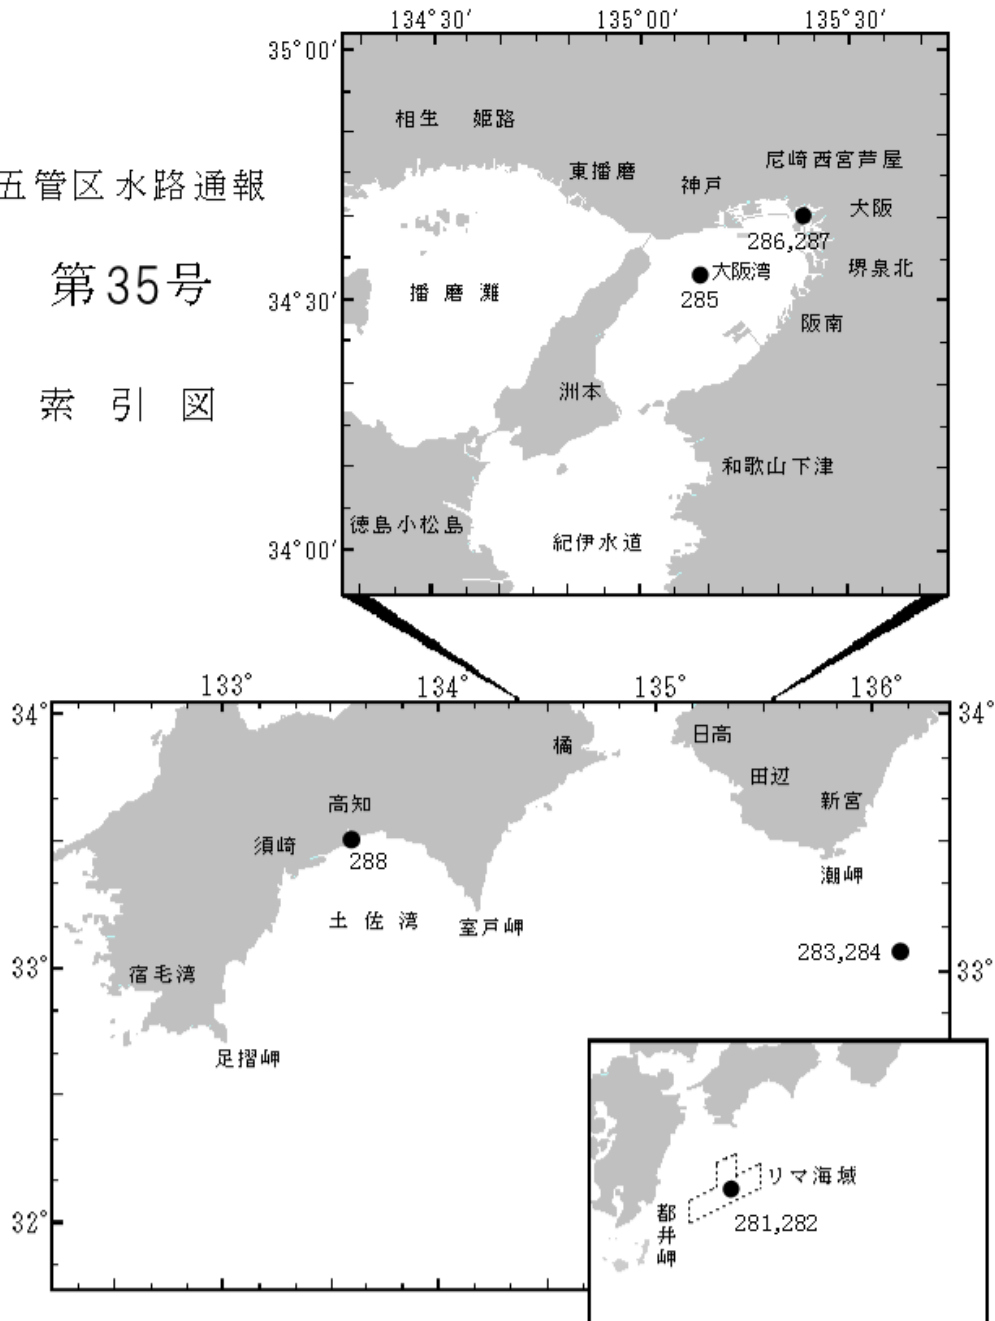 134°30′ 135°00′ 135°30′
35°00′
相生 姫路
尼崎西宮芦屋
東播磨
神戸
五管区水路通報
大阪
286,287
第35号
大阪湾
堺泉北
播磨灘
285
34°30′
阪南
索引図
洲本
和歌山下津
徳島小松島
紀伊水道
34°00′
133° 134° 135° 136°
34°
34°
日高
橘
田辺
高知
新宮
須崎
288
潮岬
土佐湾
室戸岬
283,284
33°
33°
宿毛湾
足摺岬
リマ海域
都井岬
281,282
32°